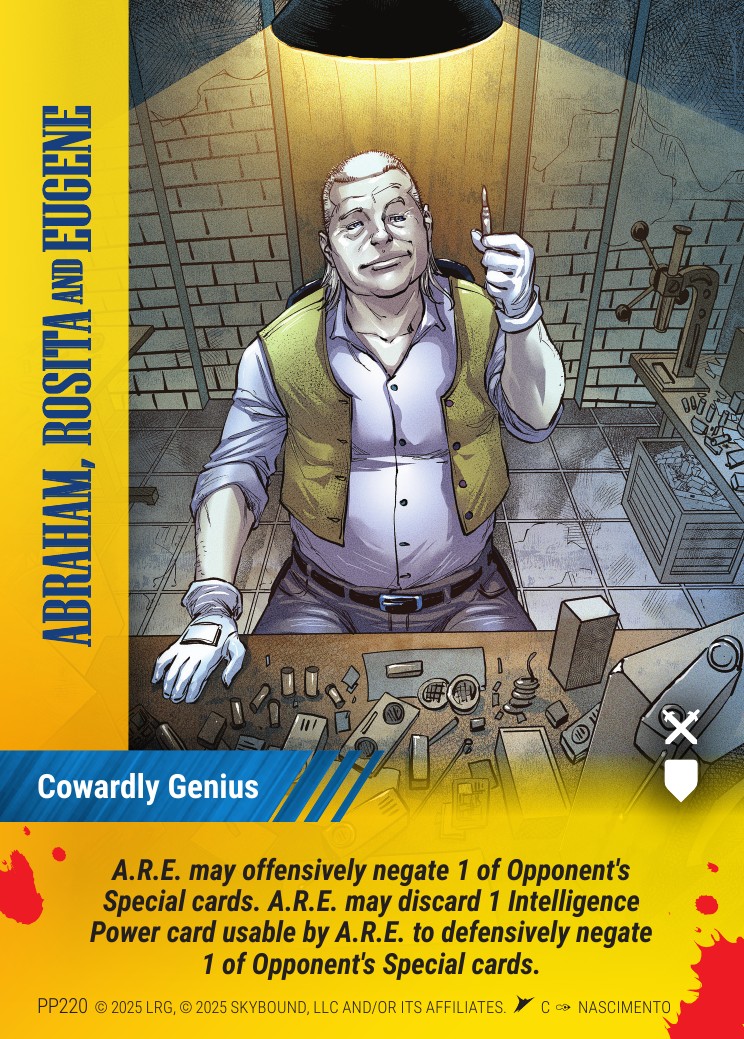 ABRAHAM, ROSITA AND EUGENE
Cowardly Genius
A.R.E. may offensively negate 1 of Opponent's
Special cards. A.R.E. may discard 1 Intelligence
Power card usable by A.R.E. to defensively negate
1 of Opponent's Special cards.
PP220 © 2025 LRG, © 2025 SKYBOUND, LLC AND/OR ITS AFFILIATES. C NASCIMENTO